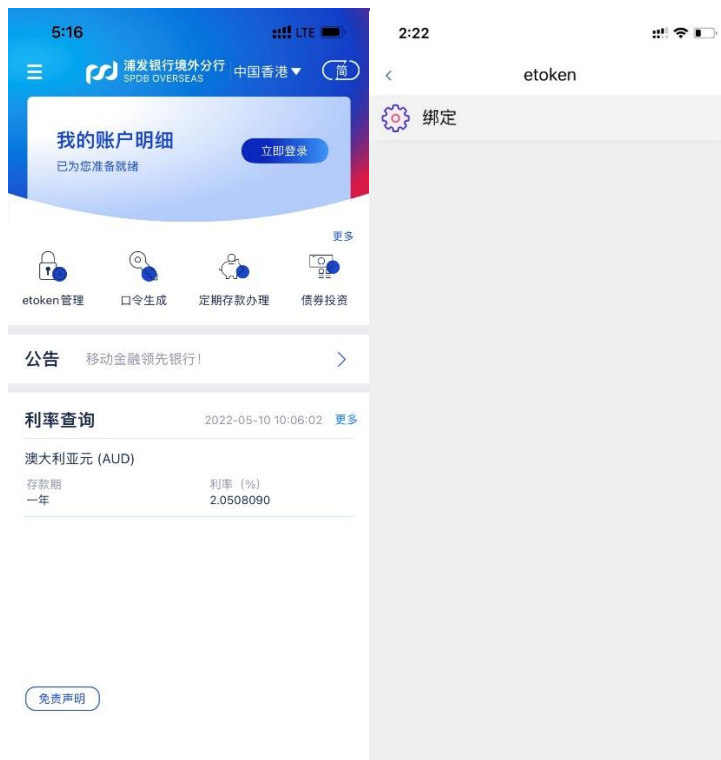 5:16
LTE
浦发银行境外分行
SPDB OVERSEAS
中国香港▼
简
我的账户明细
已为您准备就绪
立即登录
更多
etoken管理
口令生成
定期存款办理
债券投资
公告
移动金融领先银行!
利率查询
2022-05-10 10:06:02
更多
澳大利亚元 (AUD)
存款期
利率(%)
一年
2.0508090
免责声明
2:22
etoken
绑定